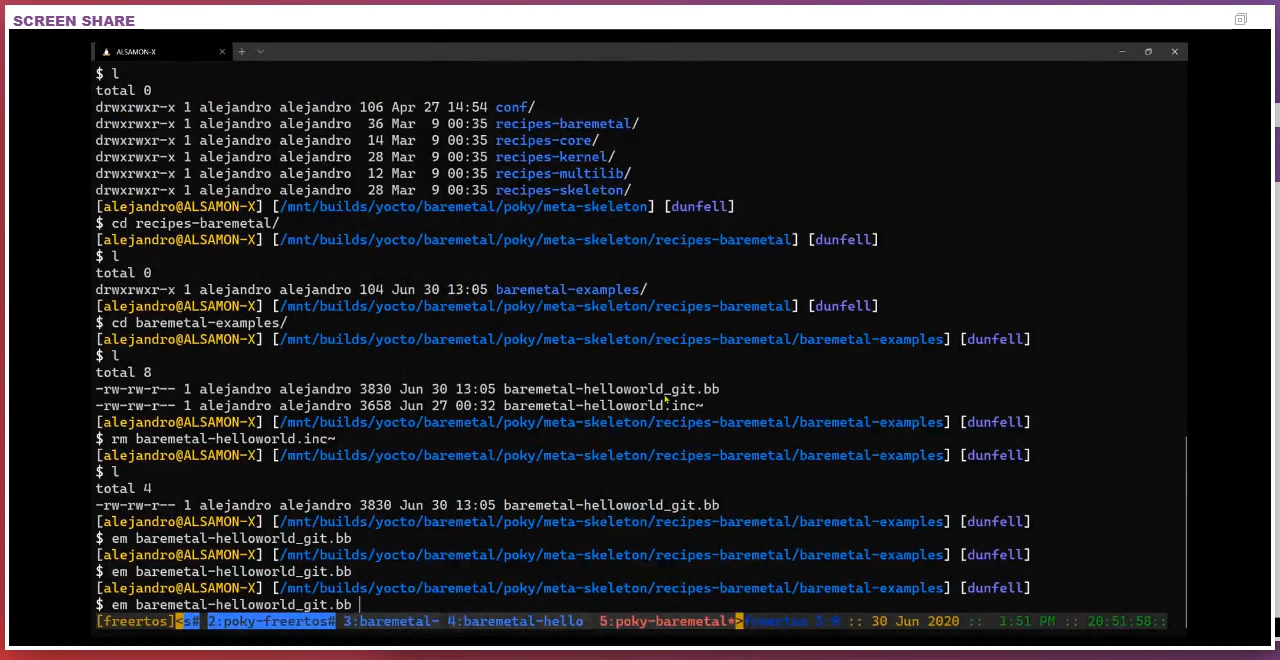 SCREEN SHARE
ALSAMON-X
$ l
total 0
drwxrwxr-x 1 alejandro alejandro 106 Apr 27 14:54 conf/
drwxrwxr-x 1 alejandro alejandro  36 Mar  9 00:35 recipes-baremetal/
drwxrwxr-x 1 alejandro alejandro  14 Mar  9 00:35 recipes-core/
drwxrwxr-x 1 alejandro alejandro  28 Mar  9 00:35 recipes-kernel/
drwxrwxr-x 1 alejandro alejandro  12 Mar  9 00:35 recipes-multilib/
drwxrwxr-x 1 alejandro alejandro  28 Mar  9 00:35 recipes-skeleton/
[alejandro@ALSAMON-X] [/mnt/builds/yocto/baremetal/poky/meta-skeleton] [dunfell]
$ cd recipes-baremetal/
[alejandro@ALSAMON-X] [/mnt/builds/yocto/baremetal/poky/meta-skeleton/recipes-baremetal] [dunfell]
$ l
total 0
drwxrwxr-x 1 alejandro alejandro 104 Jun 30 13:05 baremetal-examples/
[alejandro@ALSAMON-X] [/mnt/builds/yocto/baremetal/poky/meta-skeleton/recipes-baremetal] [dunfell]
$ cd baremetal-examples/
[alejandro@ALSAMON-X] [/mnt/builds/yocto/baremetal/poky/meta-skeleton/recipes-baremetal/baremetal-examples] [dunfell]
$ l
total 8
-rw-rw-r-- 1 alejandro alejandro 3830 Jun 30 13:05 baremetal-helloworld_git.bb
-rw-rw-r-- 1 alejandro alejandro 3658 Jun 27 00:32 baremetal-helloworld.inc~
[alejandro@ALSAMON-X] [/mnt/builds/yocto/baremetal/poky/meta-skeleton/recipes-baremetal/baremetal-examples] [dunfell]
$ rm baremetal-helloworld.inc~
[alejandro@ALSAMON-X] [/mnt/builds/yocto/baremetal/poky/meta-skeleton/recipes-baremetal/baremetal-examples] [dunfell]
$ l
total 4
-rw-rw-r-- 1 alejandro alejandro 3830 Jun 30 13:05 baremetal-helloworld_git.bb
[alejandro@ALSAMON-X] [/mnt/builds/yocto/baremetal/poky/meta-skeleton/recipes-baremetal/baremetal-examples] [dunfell]
$ em baremetal-helloworld_git.bb
[alejandro@ALSAMON-X] [/mnt/builds/yocto/baremetal/poky/meta-skeleton/recipes-baremetal/baremetal-examples] [dunfell]
$ em baremetal-helloworld_git.bb
[alejandro@ALSAMON-X] [/mnt/builds/yocto/baremetal/poky/meta-skeleton/recipes-baremetal/baremetal-examples] [dunfell]
$ em baremetal-helloworld_git.bb
[freertos]<s# 2:poky-freertos# 3:baremetal- 4:baremetal-hello  5:poky-baremetal*>freertos 5.0 :: 30 Jun 2020 ::  1:51 PM :: 20:51:58::